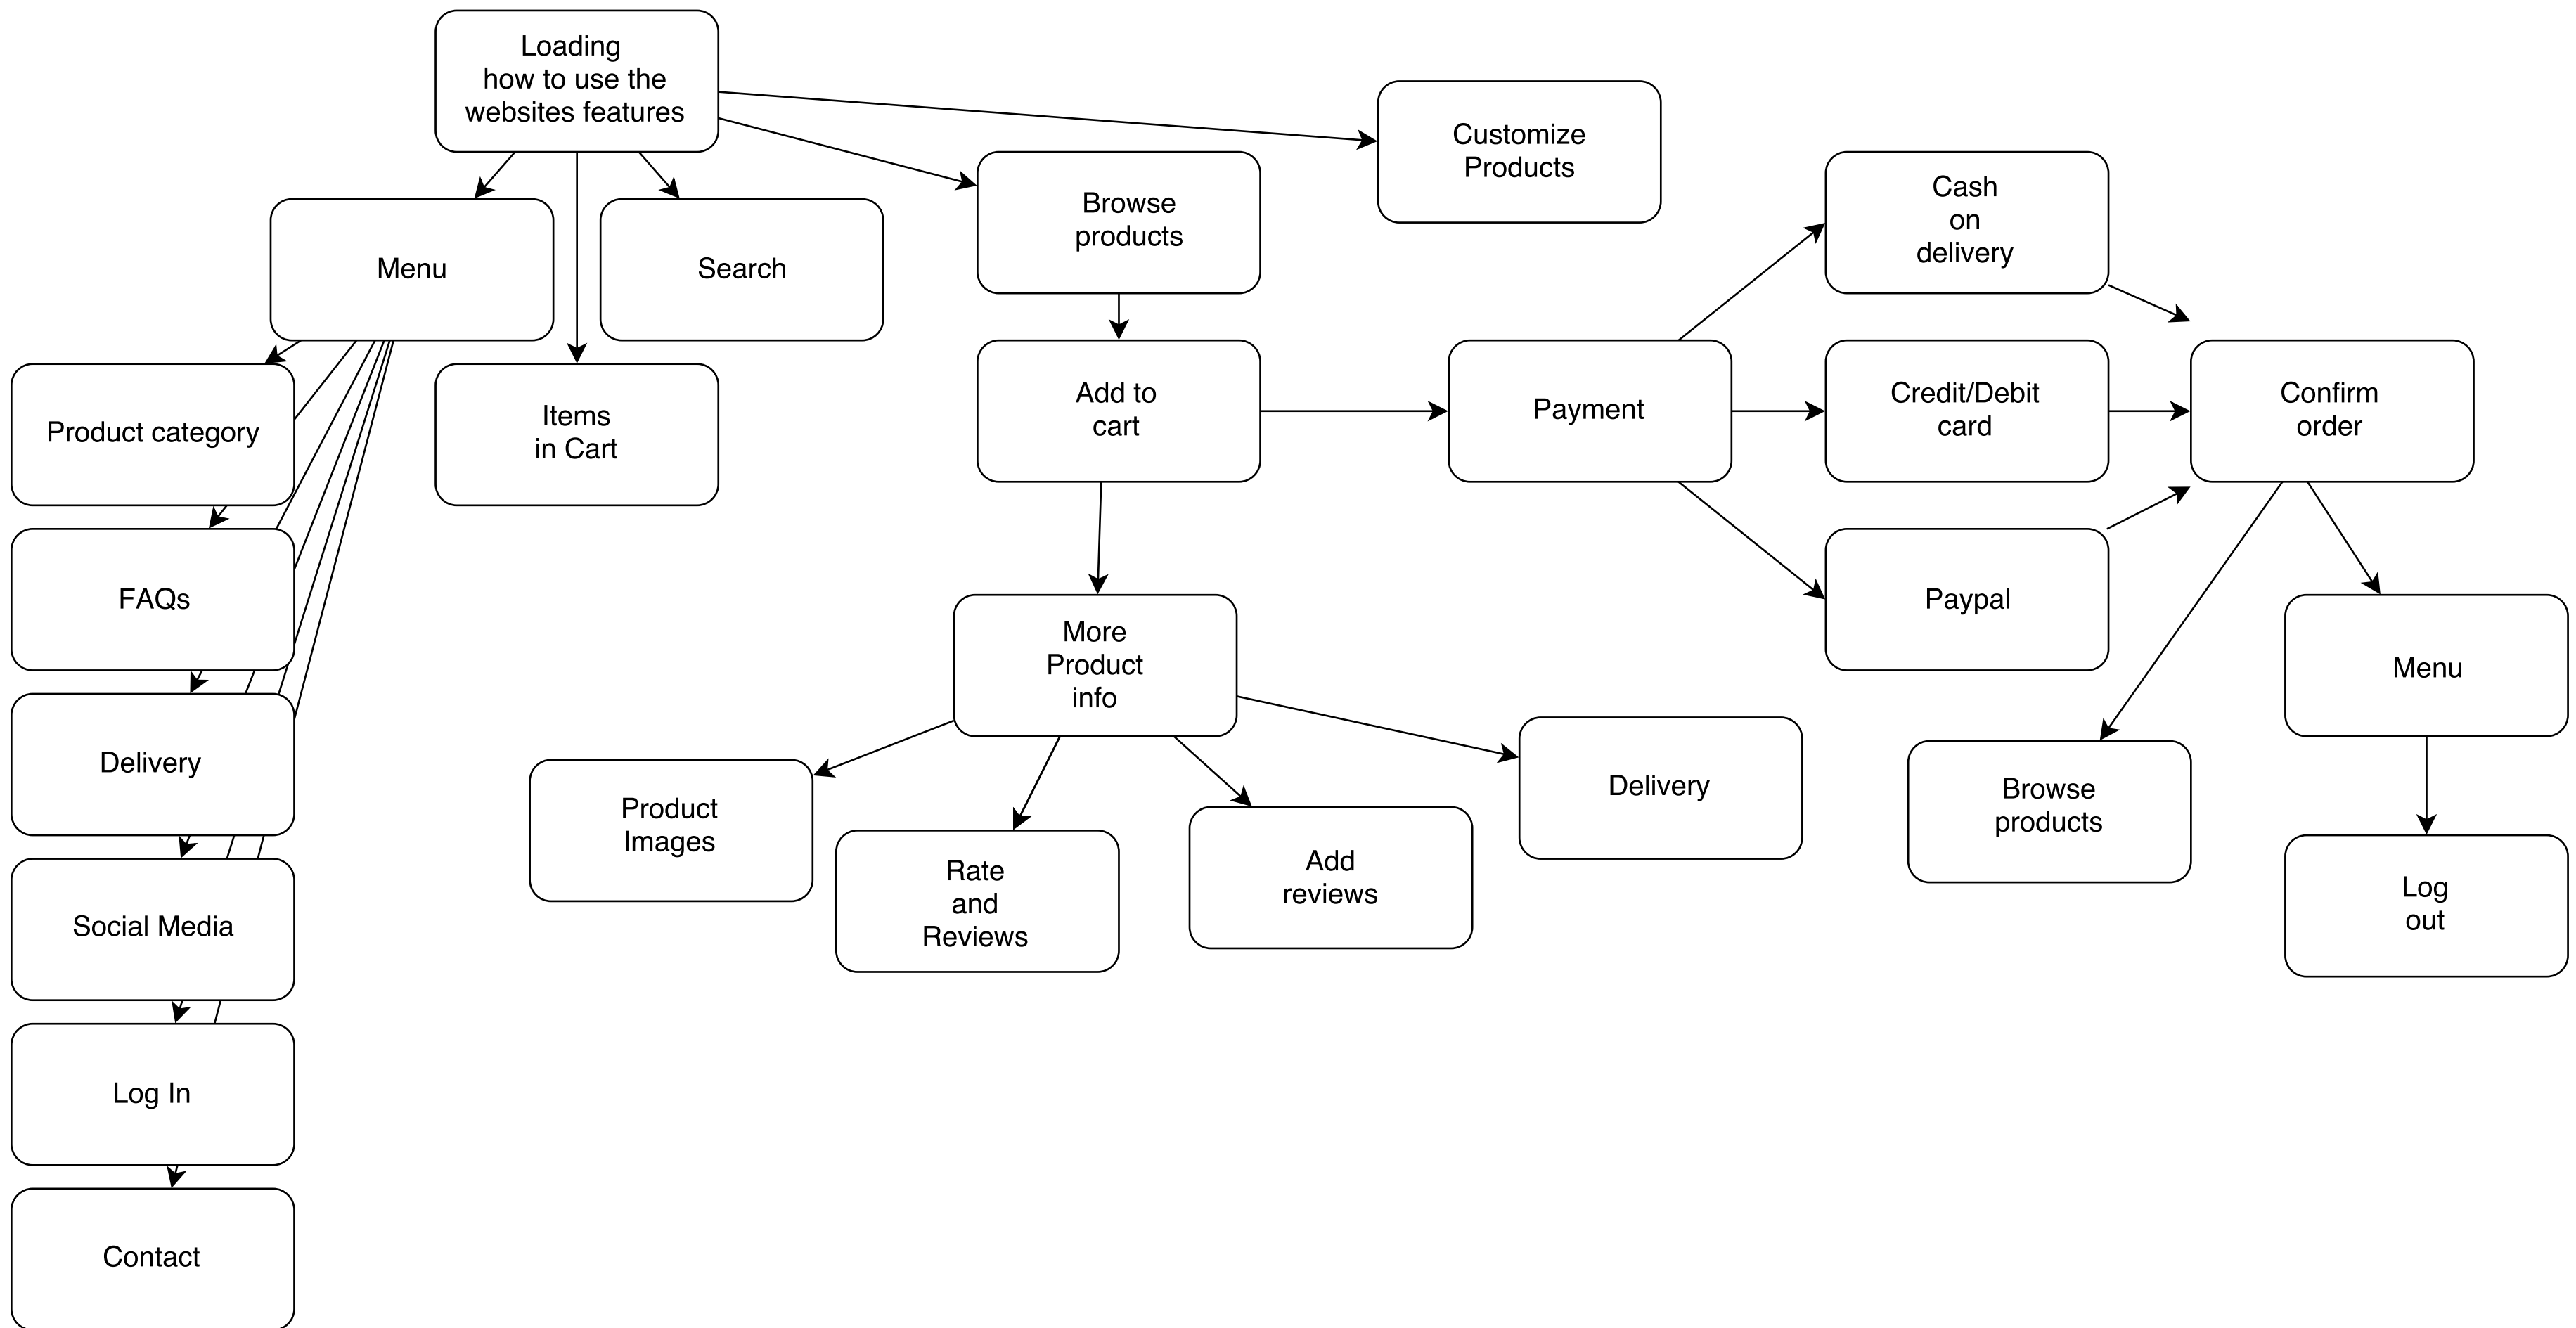 Loading
how to use the
websites features
Customize
Products
Browse
products
Cash
on
delivery
Menu
Search
Product category
Items
in Cart
Add to
cart
Payment
Credit/Debit
card
Confirm
order
FAQs
More
Product
info
Paypal
Menu
Delivery
Product
Images
Rate
and
Reviews
Add
reviews
Delivery
Browse
products
Log
out
Social Media
Log In
Contact